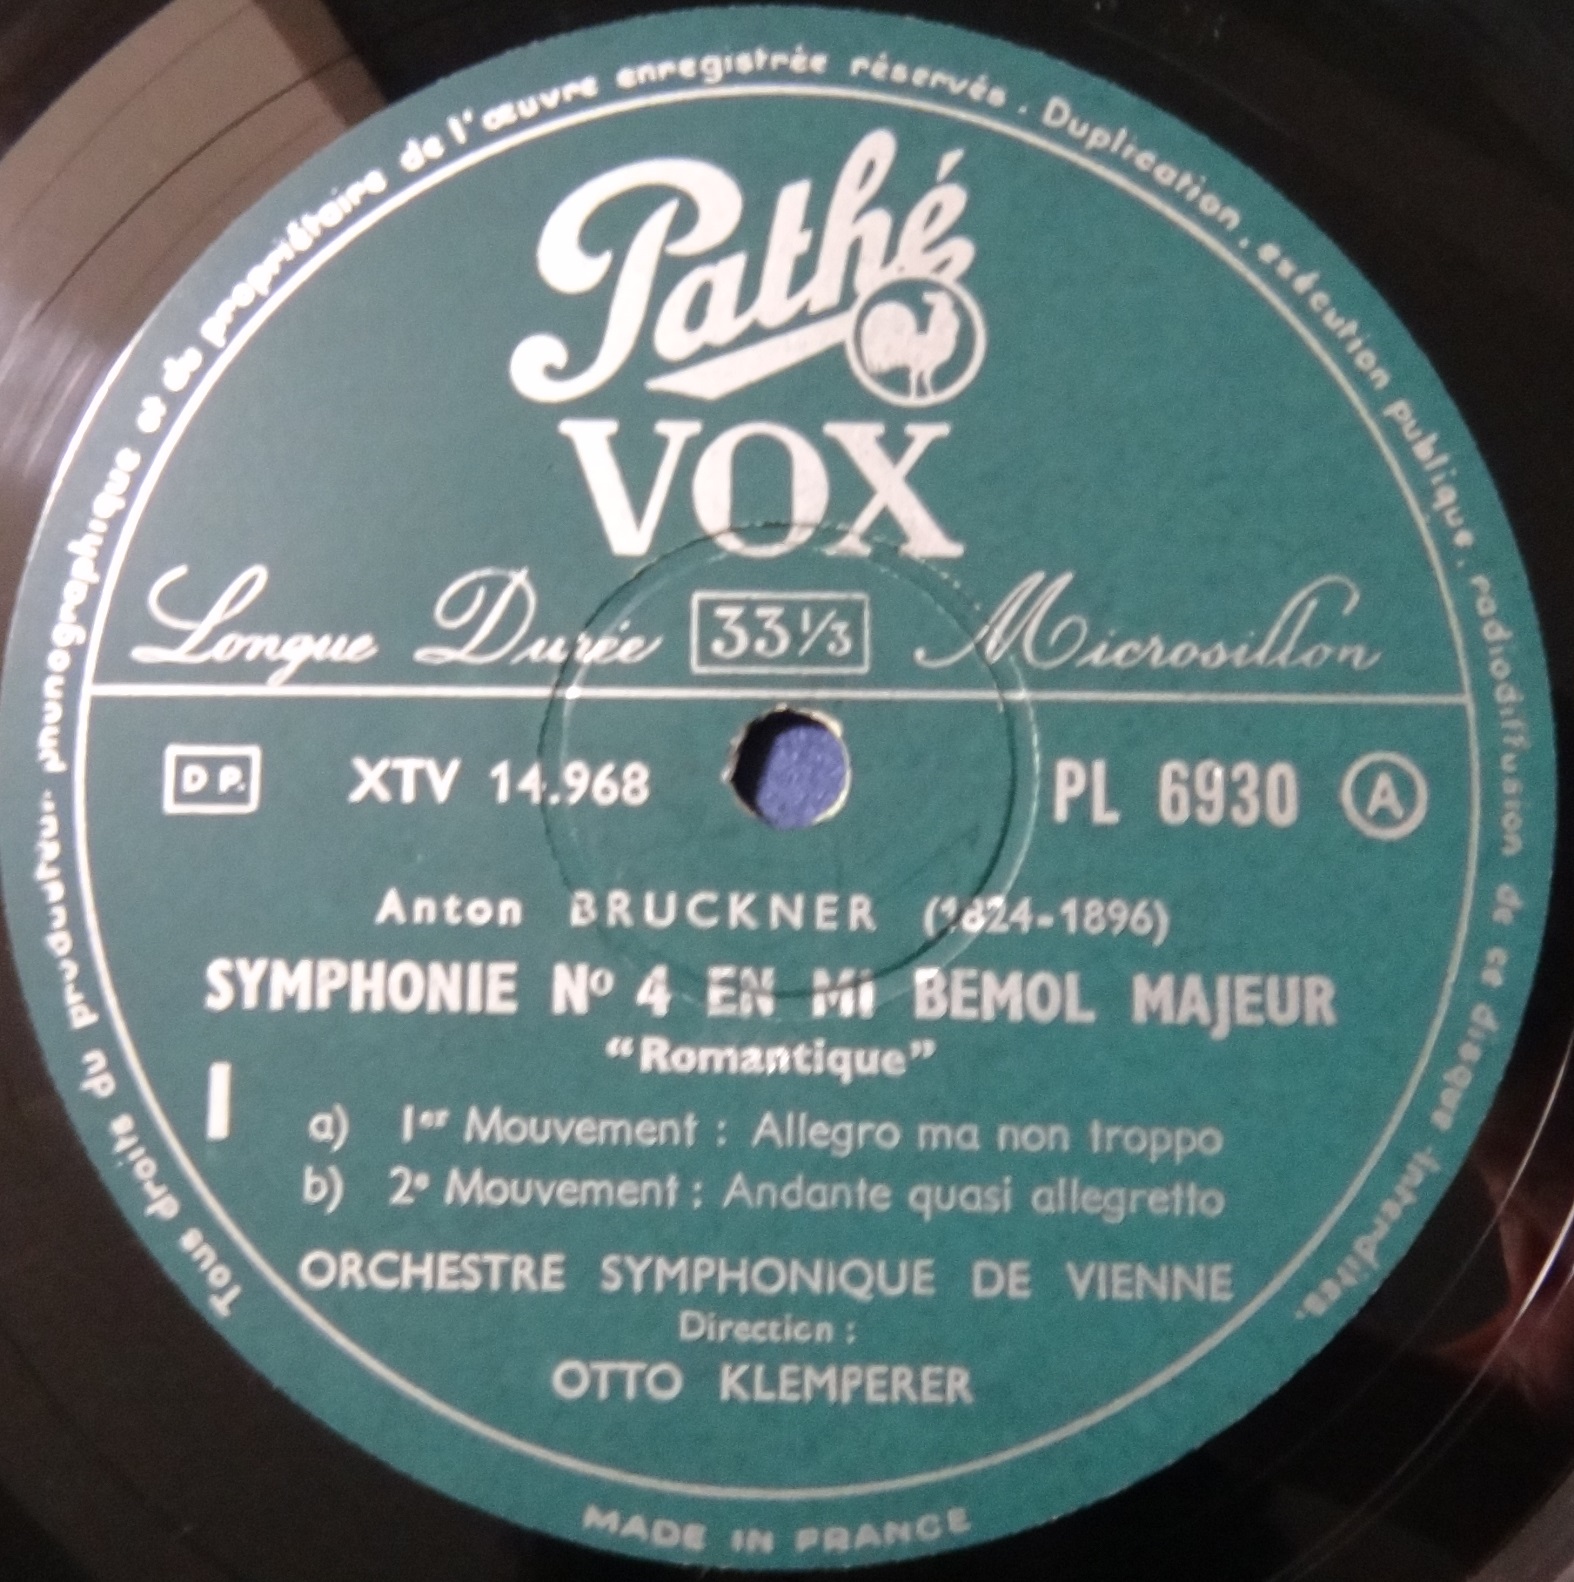 Tous droits du producteur phonographique et du propriétaire de l'œuvre enregistrée réservés. Duplication, exécution publique, radiodiffusion de ce disque interdites.
Pathé
VOX
Longue Durée 33 1/3 Microsillon
DP. XTV 14.968 PL 6930 A
Anton BRUCKNER (1824-1896)
SYMPHONIE Nº 4 EN MI BEMOL MAJEUR
“Romantique”
I
a) 1er Mouvement : Allegro ma non troppo
b) 2e Mouvement : Andante quasi allegretto
ORCHESTRE SYMPHONIQUE DE VIENNE
Direction :
OTTO KLEMPERER
MADE IN FRANCE